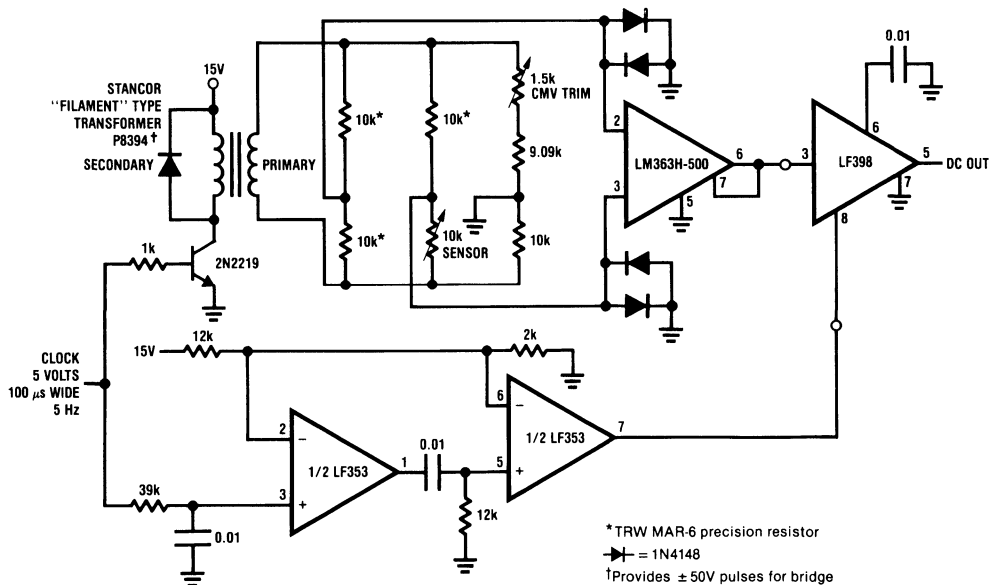 15V
STANCOR
"FILAMENT" TYPE
TRANSFORMER
P8394†
SECONDARY
PRIMARY
10k*
10k*
1.5k
CMV TRIM
9.09k
10k*
10k
SENSOR
10k
2
3
LM363H-500
6
7
5
0.01
6
3
LF398
5
DC OUT
7
8
1k
2N2219
CLOCK
5 VOLTS
100 µs WIDE
5 Hz
15V
12k
2k
2
−
1/2 LF353
1
3
+
39k
0.01
0.01
12k
6
−
1/2 LF353
7
5
+
*TRW MAR-6 precision resistor
= 1N4148
†Provides ± 50V pulses for bridge